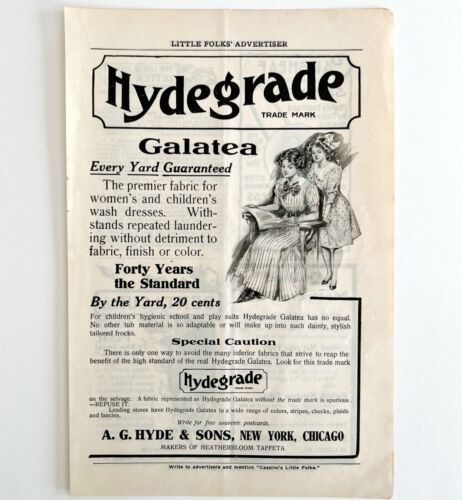 LITTLE FOLKS' ADVERTISER
Hydegrade
TRADE MARK
Galatea
Every Yard Guaranteed
The premier fabric for
women's and children's
wash dresses. With-
stands repeated launder-
ing without detriment to
fabric, finish or color.
Forty Years
the Standard
By the Yard, 20 cents
For children's hygienic school and play suits Hydegrade Galatea has no equal.
No other tub material is so adaptable or will make up into such dainty, stylish
tailored frocks.
Special Caution
There is only one way to avoid the many inferior fabrics that strive to reap the
benefit of the high standard of the real Hydegrade Galatea. Look for this trade mark
Hydegrade
TRADE MARK
on the selvage. A fabric represented as Hydegrade Galatea without the trade mark is spurious
—REFUSE IT.
Leading stores have Hydegrade Galatea in a wide range of colors, stripes, checks, plaids
and fancies.
Write for free souvenir postcards.
A. G. HYDE & SONS, NEW YORK, CHICAGO
MAKERS OF HEATHERBLOOM TAFFETA
Write to advertisers and mention "Cassino's Little Folks."